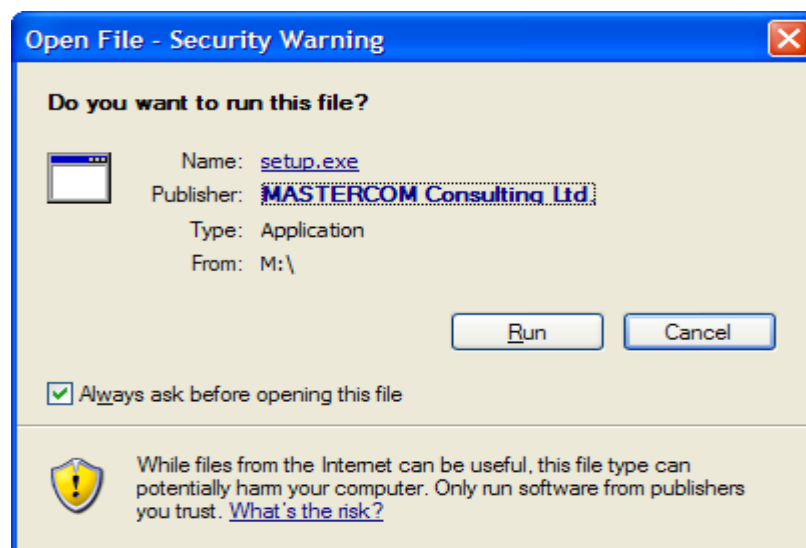 Open File - Security Warning
Do you want to run this file?
Name: setup.exe
Publisher: MASTERCOM Consulting Ltd.
Type: Application
From: M:\
Run Cancel
Always ask before opening this file
While files from the Internet can be useful, this file type can
potentially harm your computer. Only run software from publishers
you trust. What's the risk?